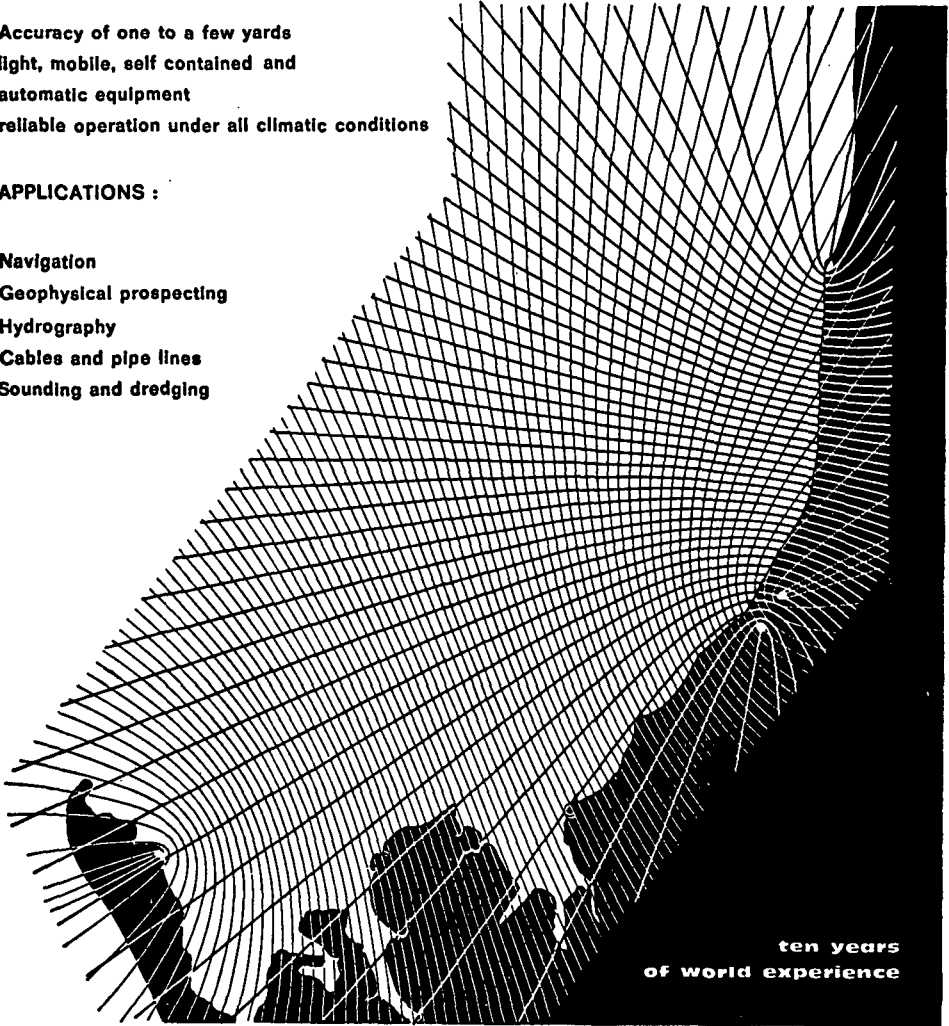 Accuracy of one to a few yards
light, mobile, self contained and
automatic equipment
reliable operation under all climatic conditions
APPLICATIONS :
Navigation
Geophysical prospecting
Hydrography
Cables and pipe lines
Sounding and dredging
ten years
of world experience